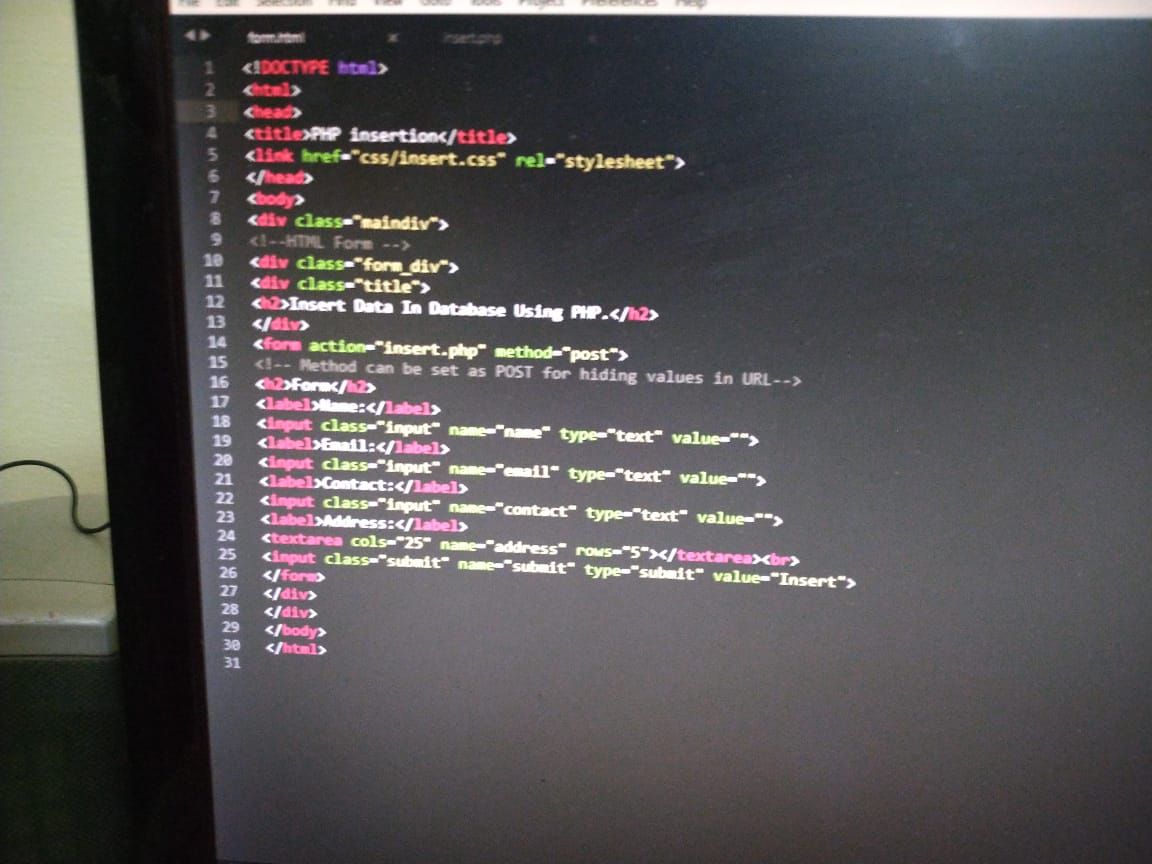 File Edit Selection Find View Goto Tools Project Preferences Help
form.html × insert.php
1 <!DOCTYPE html>
2 <html>
3 <head>
4 <title>PHP insertion</title>
5 <link href="css/insert.css" rel="stylesheet">
6 </head>
7 <body>
8 <div class="maindiv">
9 <!--HTML Form -->
10 <div class="form_div">
11 <div class="title">
12 <h2>Insert Data In Database Using PHP.</h2>
13 </div>
14 <form action="insert.php" method="post">
15 <!-- Method can be set as POST for hiding values in URL-->
16 <h2>Form</h2>
17 <label>Name:</label>
18 <input class="input" name="name" type="text" value="">
19 <label>Email:</label>
20 <input class="input" name="email" type="text" value="">
21 <label>Contact:</label>
22 <input class="input" name="contact" type="text" value="">
23 <label>Address:</label>
24 <textarea cols="25" name="address" rows="5"></textarea><br>
25 <input class="submit" name="submit" type="submit" value="Insert">
26 </form>
27 </div>
28 </div>
29 </body>
30 </html>
31